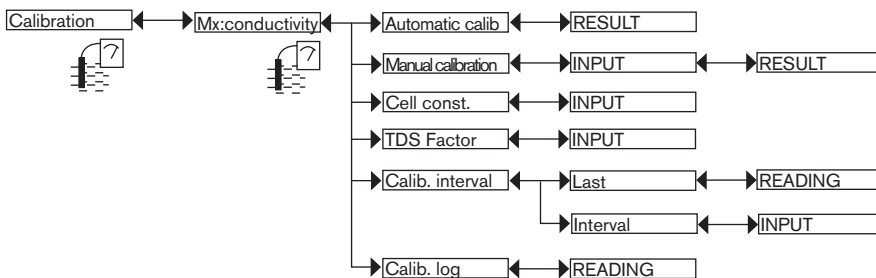 Calibration
Mx:conductivity
Automatic calib
RESULT
Manual calibration
INPUT
RESULT
Cell const.
INPUT
TDS Factor
INPUT
Calib. interval
Last
READING
Interval
INPUT
Calib. log
READING